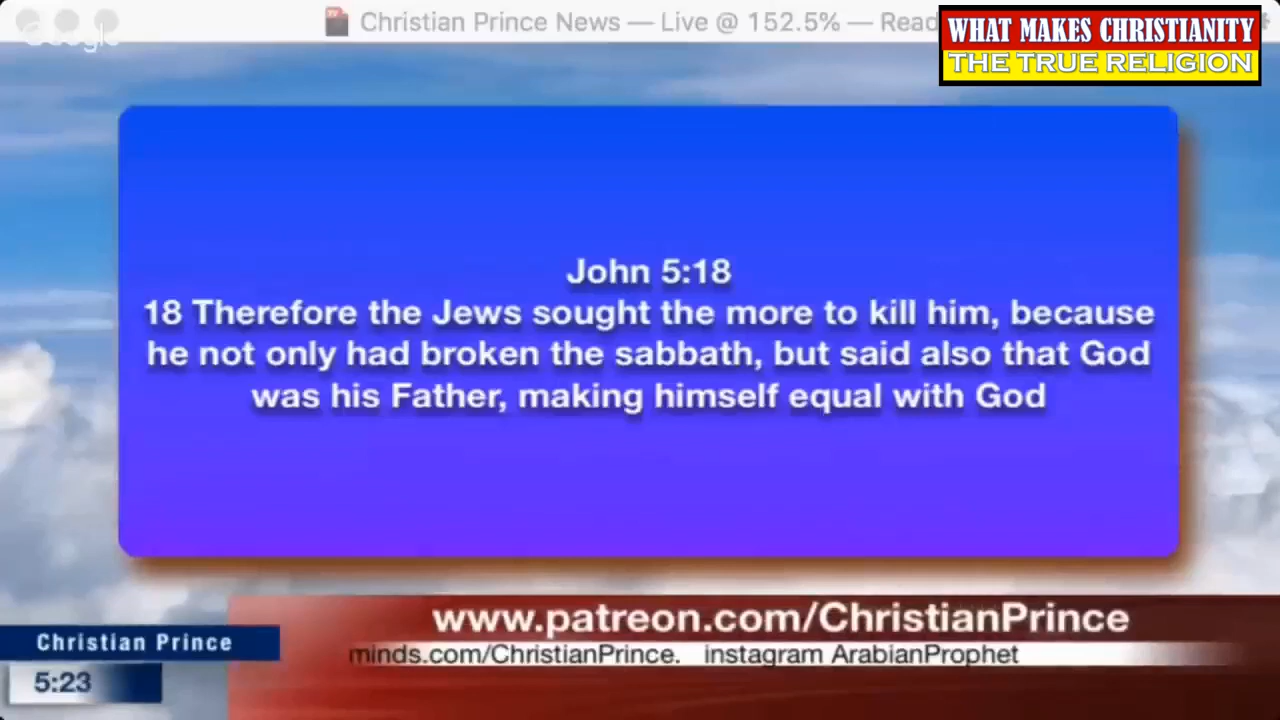 Christian Prince News — Live @ 152.5% — Read
Google
WHAT MAKES CHRISTIANITY
THE TRUE RELIGION
John 5:18
18 Therefore the Jews sought the more to kill him, because
he not only had broken the sabbath, but said also that God
was his Father, making himself equal with God
www.patreon.com/ChristianPrince
Christian Prince
minds.com/ChristianPrince. instagram ArabianProphet
5:23